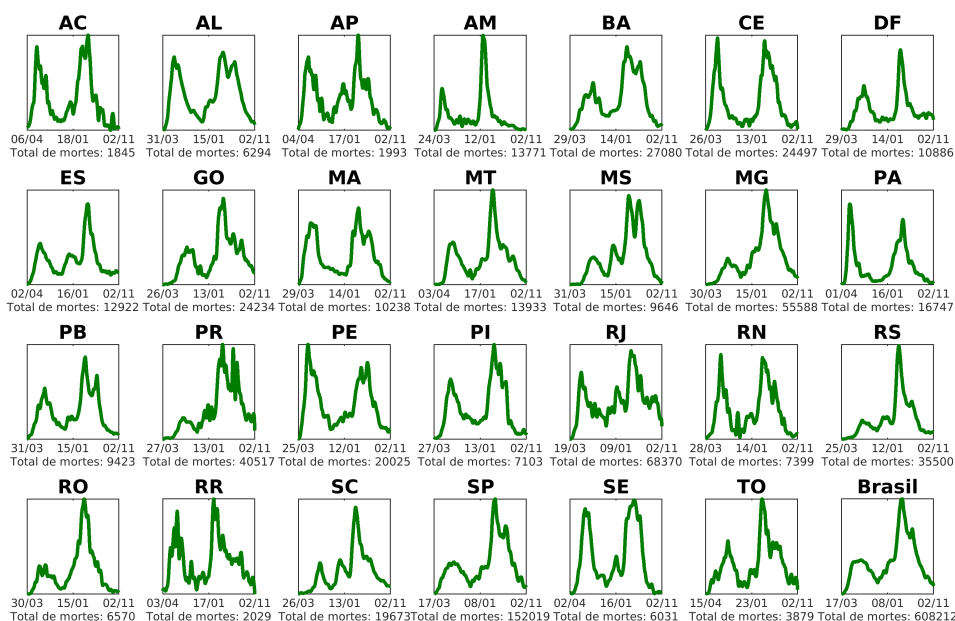 AC AL AP AM BA CE DF
06/04 18/01 02/11 31/03 15/01 02/11 04/04 17/01 02/11 24/03 12/01 02/11 29/03 14/01 02/11 26/03 13/01 02/11 29/03 14/01 02/11
Total de mortes: 1845 Total de mortes: 6294 Total de mortes: 1993 Total de mortes: 13771 Total de mortes: 27080 Total de mortes: 24497 Total de mortes: 10886
ES GO MA MT MS MG PA
02/04 16/01 02/11 26/03 13/01 02/11 29/03 14/01 02/11 03/04 17/01 02/11 31/03 15/01 02/11 30/03 15/01 02/11 01/04 16/01 02/11
Total de mortes: 12922 Total de mortes: 24234 Total de mortes: 10238 Total de mortes: 13933 Total de mortes: 9646 Total de mortes: 55588 Total de mortes: 16747
PB PR PE PI RJ RN RS
31/03 15/01 02/11 27/03 13/01 02/11 25/03 12/01 02/11 27/03 13/01 02/11 19/03 09/01 02/11 28/03 14/01 02/11 25/03 12/01 02/11
Total de mortes: 9423 Total de mortes: 40517 Total de mortes: 20025 Total de mortes: 7103 Total de mortes: 68370 Total de mortes: 7399 Total de mortes: 35500
RO RR SC SP SE TO Brasil
30/03 15/01 02/11 03/04 17/01 02/11 26/03 13/01 02/11 17/03 08/01 02/11 02/04 16/01 02/11 15/04 23/01 02/11 17/03 08/01 02/11
Total de mortes: 6570 Total de mortes: 2029 Total de mortes: 19673 Total de mortes: 152019 Total de mortes: 6031 Total de mortes: 3879 Total de mortes: 608212